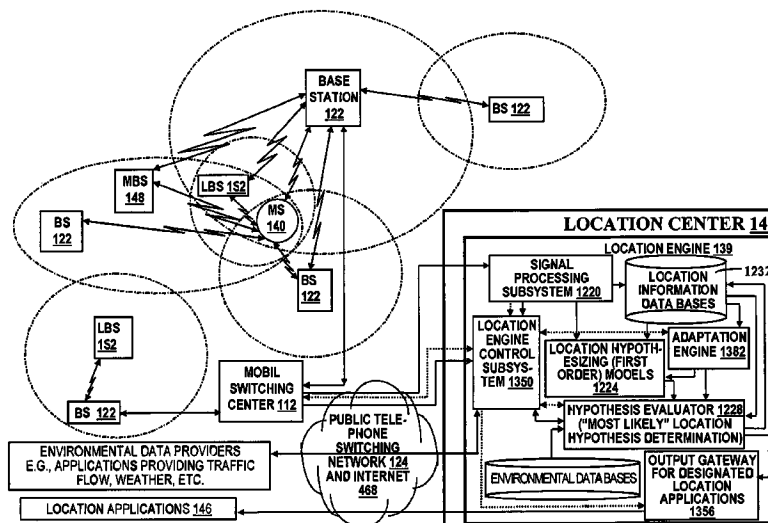 BASE
STATION
122
BS 122
MBS
148
LBS 1S2
MS
140
BS
122
BS
122
LBS
1S2
BS 122
MOBIL
SWITCHING
CENTER 112
PUBLIC TELE-
PHONE
SWITCHING
NETWORK 124
AND INTERNET
468
ENVIRONMENTAL DATA PROVIDERS
E.G., APPLICATIONS PROVIDING TRAFFIC
FLOW, WEATHER, ETC.
LOCATION APPLICATIONS 146
LOCATION CENTER 14
LOCATION ENGINE 139
1232
SIGNAL
PROCESSING
SUBSYSTEM 1220
LOCATION
INFORMATION
DATA BASES
LOCATION
ENGINE
CONTROL
SUBSYS-
TEM 1350
LOCATION HYPOTH-
ESIZING (FIRST
ORDER) MODELS
1224
ADAPTATION
ENGINE 1382
HYPOTHESIS EVALUATOR 1228
("MOST LIKELY" LOCATION
HYPOTHESIS DETERMINATION)
ENVIRONMENTAL DATA BASES
OUTPUT GATEWAY
FOR DESIGNATED
LOCATION
APPLICATIONS
1356